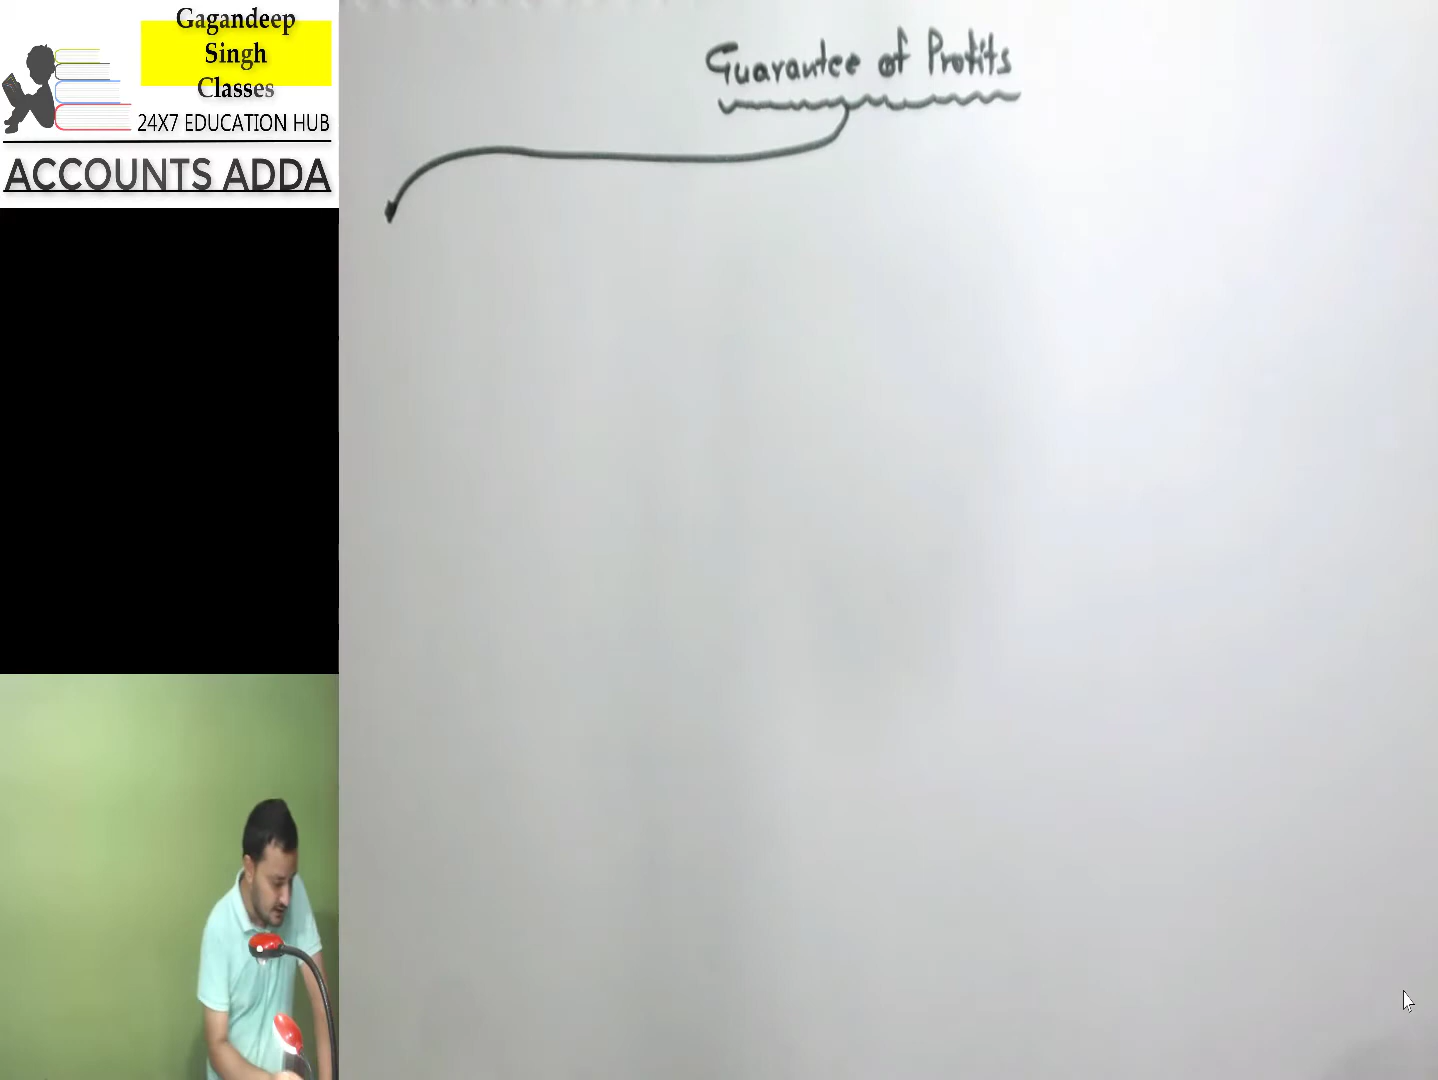 Gagandeep
Singh
Classes
24X7 EDUCATION HUB
ACCOUNTS ADDA
Guarantee of Profits